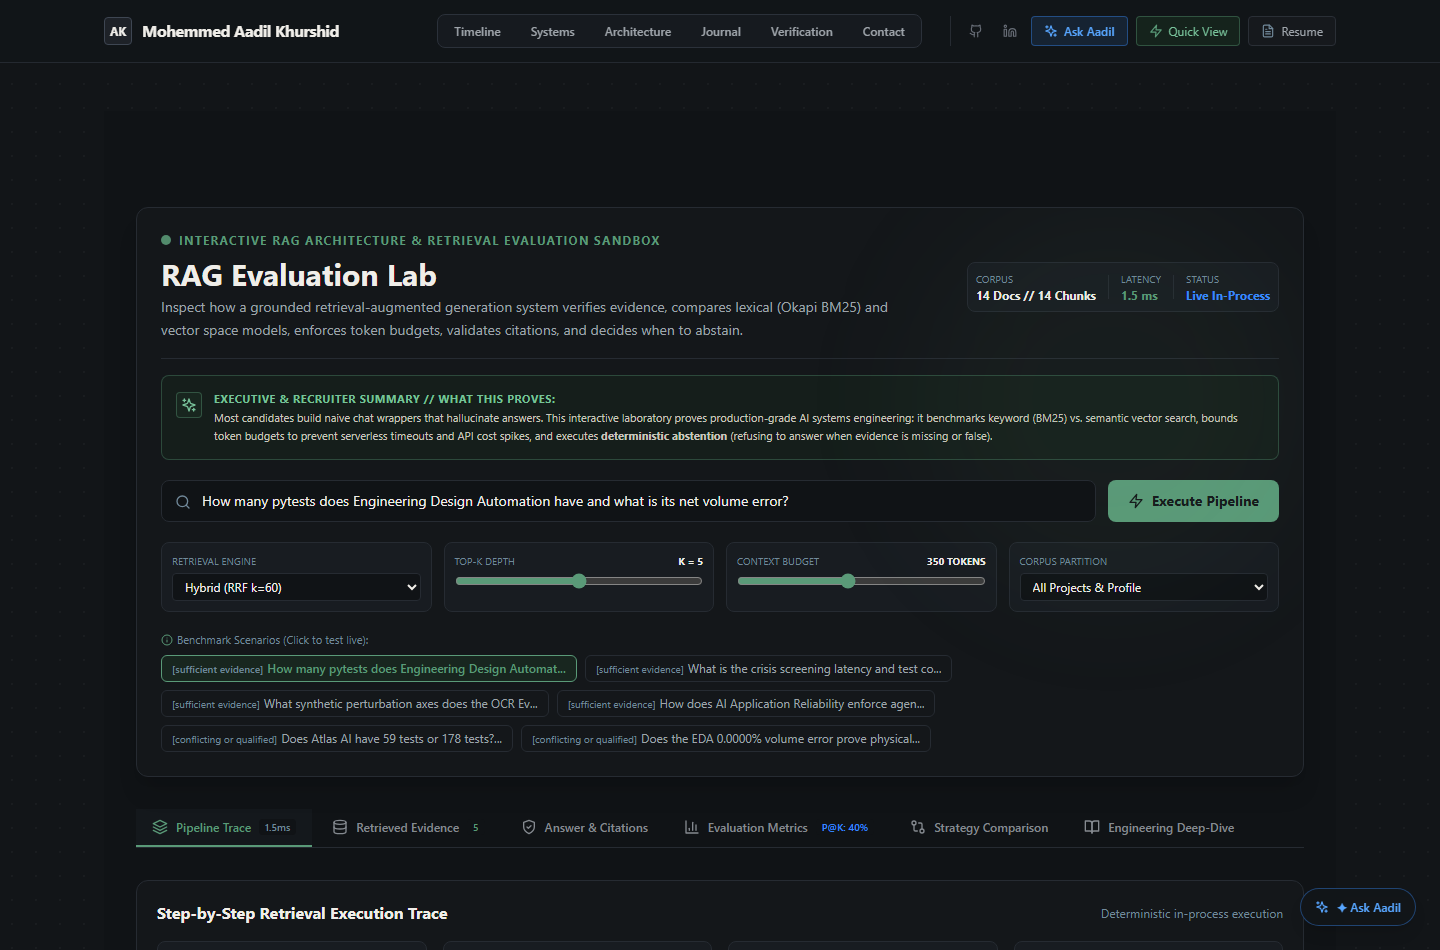 AK Mohemmed Aadil Khurshid
Timeline Systems Architecture Journal Verification Contact
Ask Aadil Quick View Resume
INTERACTIVE RAG ARCHITECTURE & RETRIEVAL EVALUATION SANDBOX
RAG Evaluation Lab
Inspect how a grounded retrieval-augmented generation system verifies evidence, compares lexical (Okapi BM25) and
vector space models, enforces token budgets, validates citations, and decides when to abstain.
CORPUS LATENCY STATUS
14 Docs // 14 Chunks 1.5 ms Live In-Process
EXECUTIVE & RECRUITER SUMMARY // WHAT THIS PROVES:
Most candidates build naive chat wrappers that hallucinate answers. This interactive laboratory proves production-grade AI systems engineering: it benchmarks keyword (BM25) vs. semantic vector search, bounds
token budgets to prevent serverless timeouts and API cost spikes, and executes deterministic abstention (refusing to answer when evidence is missing or false).
How many pytests does Engineering Design Automation have and what is its net volume error?
Execute Pipeline
RETRIEVAL ENGINE
Hybrid (RRF k=60)
TOP-K DEPTH K = 5
CONTEXT BUDGET 350 TOKENS
CORPUS PARTITION
All Projects & Profile
Benchmark Scenarios (Click to test live):
[sufficient evidence] How many pytests does Engineering Design Automat...
[sufficient evidence] What is the crisis screening latency and test co...
[sufficient evidence] What synthetic perturbation axes does the OCR Ev...
[sufficient evidence] How does AI Application Reliability enforce agen...
[conflicting or qualified] Does Atlas AI have 59 tests or 178 tests?...
[conflicting or qualified] Does the EDA 0.0000% volume error prove physical...
Pipeline Trace 1.5ms
Retrieved Evidence 5
Answer & Citations
Evaluation Metrics P@K: 40%
Strategy Comparison
Engineering Deep-Dive
Step-by-Step Retrieval Execution Trace
Deterministic in-process execution
✦ Ask Aadil